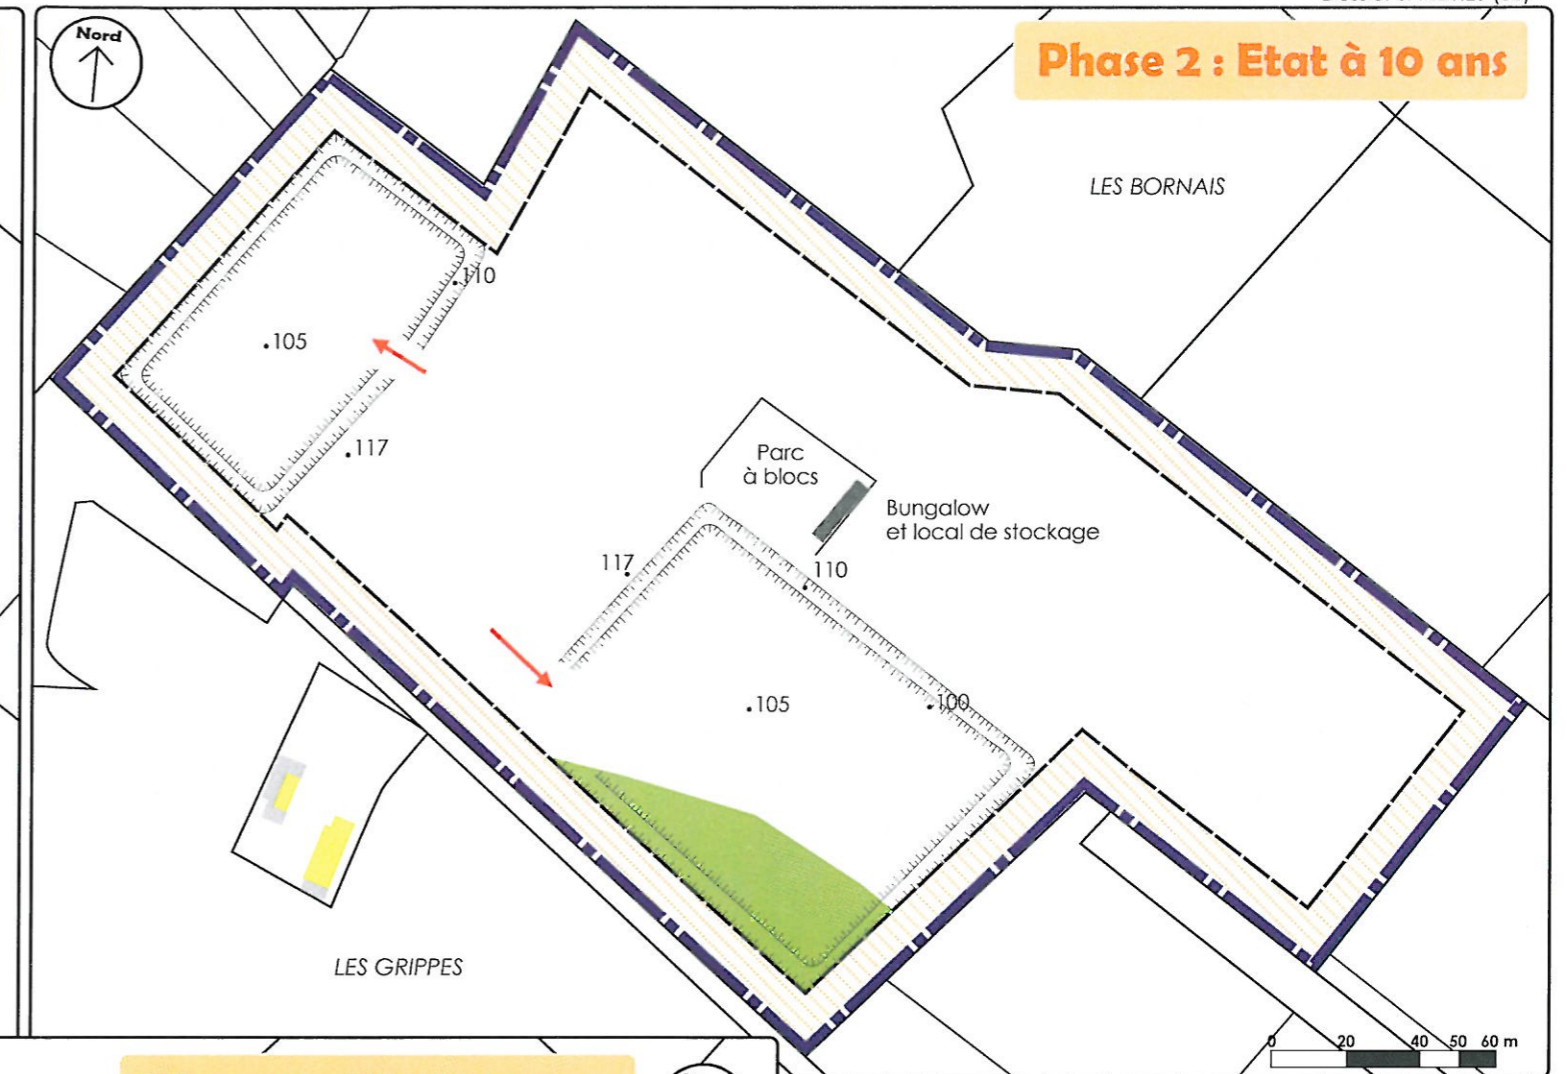 Nord
Phase 2 : Etat à 10 ans
LES BORNAIS
.110
.105
.117
Parc
à blocs
Bungalow
et local de stockage
117
110
.105
100
LES GRIPPES
0 20 40 50 60 m